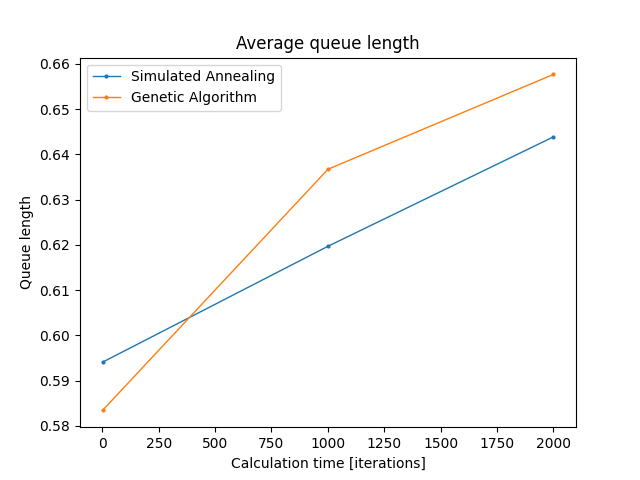 Average queue length
Simulated Annealing
Genetic Algorithm
Queue length
0.66
0.65
0.64
0.63
0.62
0.61
0.60
0.59
0.58
0 250 500 750 1000 1250 1500 1750 2000
Calculation time [iterations]